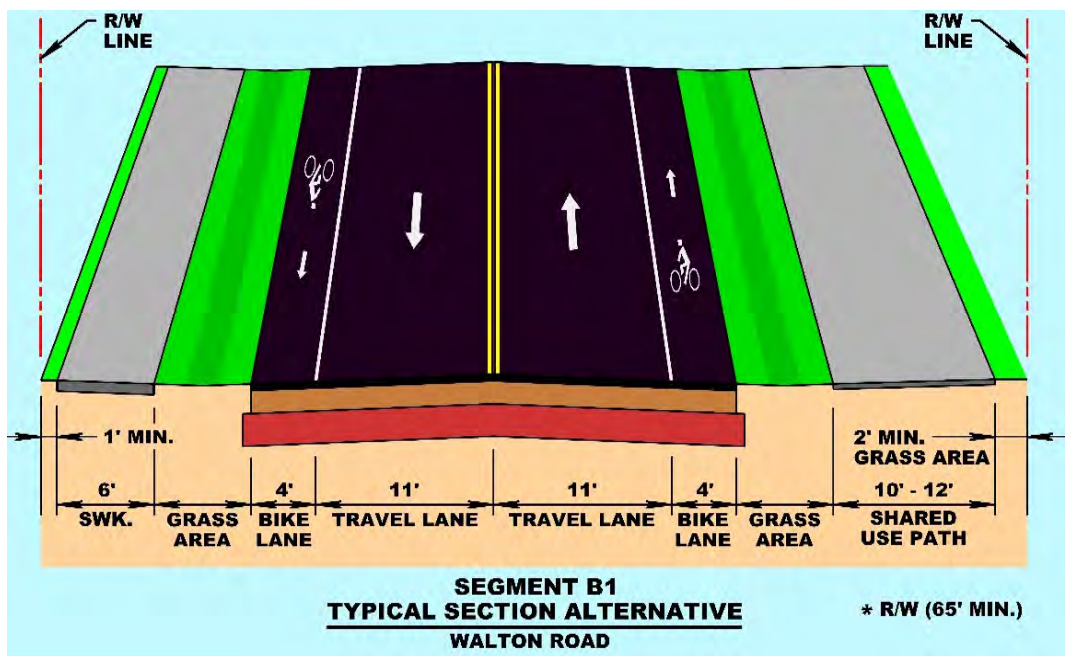 R/W
LINE
R/W
LINE
1' MIN.
2' MIN.
GRASS AREA
6'
4'
11'
11'
4'
10' - 12'
SWK.
GRASS
AREA
BIKE
LANE
TRAVEL LANE
TRAVEL LANE
BIKE
LANE
GRASS
AREA
SHARED
USE PATH
SEGMENT B1
TYPICAL SECTION ALTERNATIVE
WALTON ROAD
* R/W (65' MIN.)